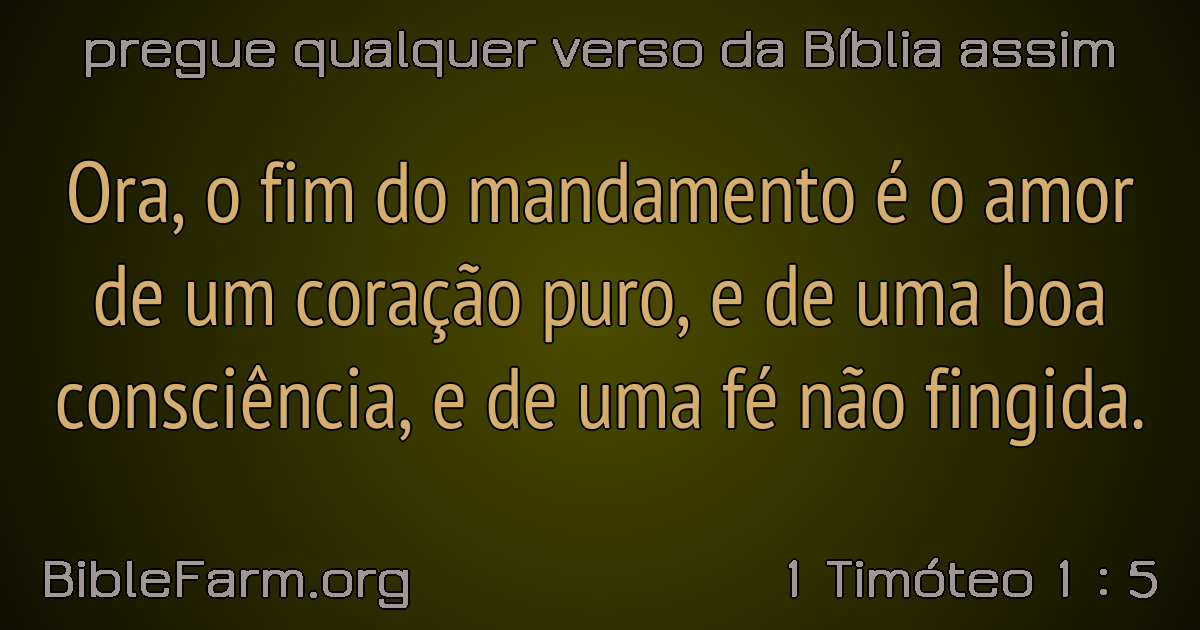 pregue qualquer verso da Bíblia assim
Ora, o fim do mandamento é o amor
de um coração puro, e de uma boa
consciência, e de uma fé não fingida.
BibleFarm.org
1 Timóteo 1 : 5